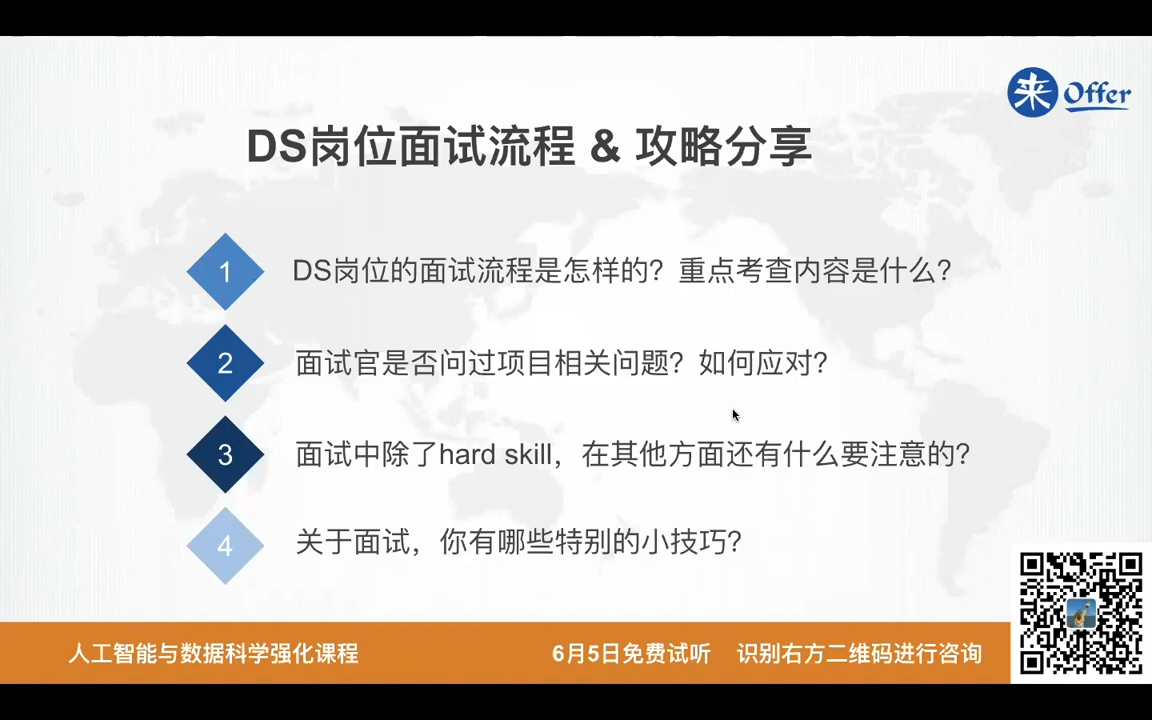 来Offer
DS岗位面试流程 & 攻略分享
1 DS岗位的面试流程是怎样的？重点考查内容是什么？
2 面试官是否问过项目相关问题？如何应对？
3 面试中除了hard skill，在其他方面还有什么要注意的？
4 关于面试，你有哪些特别的小技巧？
人工智能与数据科学强化课程 6月5日免费试听 识别右方二维码进行咨询